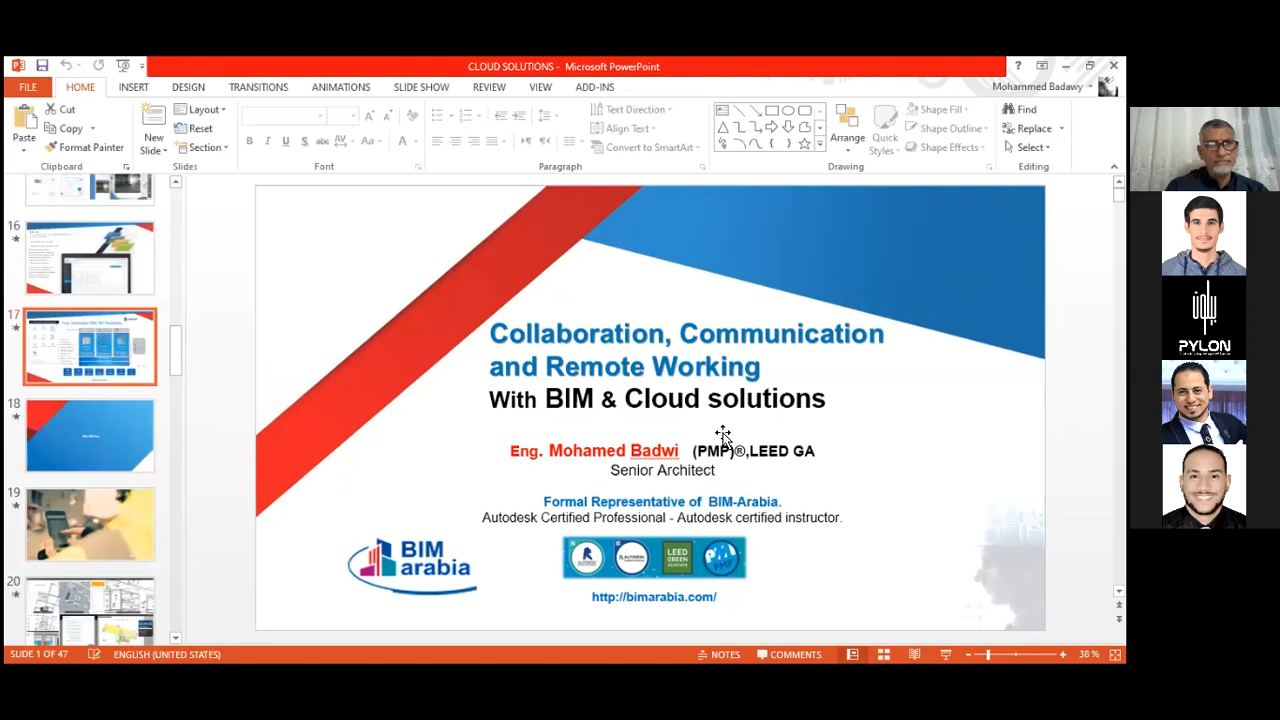 CLOUD SOLUTIONS - Microsoft PowerPoint
FILE HOME INSERT DESIGN TRANSITIONS ANIMATIONS SLIDE SHOW REVIEW VIEW ADD-INS
Mohammed Badawy
Paste
Cut
Copy
Format Painter
Clipboard
New Slide
Layout
Reset
Section
Slides
Font
Text Direction
Align Text
Convert to SmartArt
Paragraph
Arrange
Quick Styles
Shape Fill
Shape Outline
Shape Effects
Drawing
Find
Replace
Select
Editing
16
17
18
19
20
Collaboration, Communication
and Remote Working
With BIM & Cloud solutions
Eng. Mohamed Badwi (PMP)®,LEED GA
Senior Architect
Formal Representative of BIM-Arabia.
Autodesk Certified Professional - Autodesk certified instructor.
BIM
arabia
LEED
GREEN
PMP
http://bimarabia.com/
بيلون
PYLON
SLIDE 1 OF 47
ENGLISH (UNITED STATES)
NOTES
COMMENTS
38 %